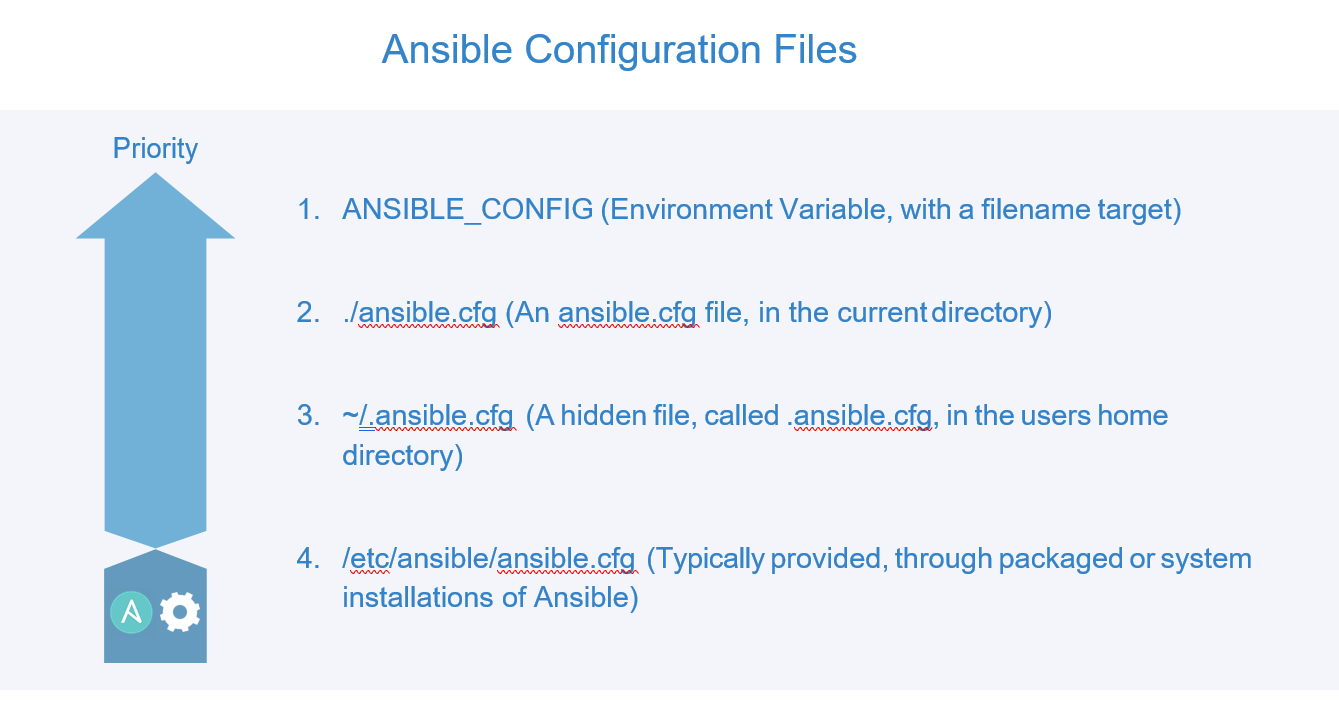 Ansible Configuration Files
Priority
1. ANSIBLE_CONFIG (Environment Variable, with a filename target)
2. ./ansible.cfg (An ansible.cfg file, in the current directory)
3. ~/.ansible.cfg (A hidden file, called .ansible.cfg, in the users home
directory)
4. /etc/ansible/ansible.cfg (Typically provided, through packaged or system
installations of Ansible)